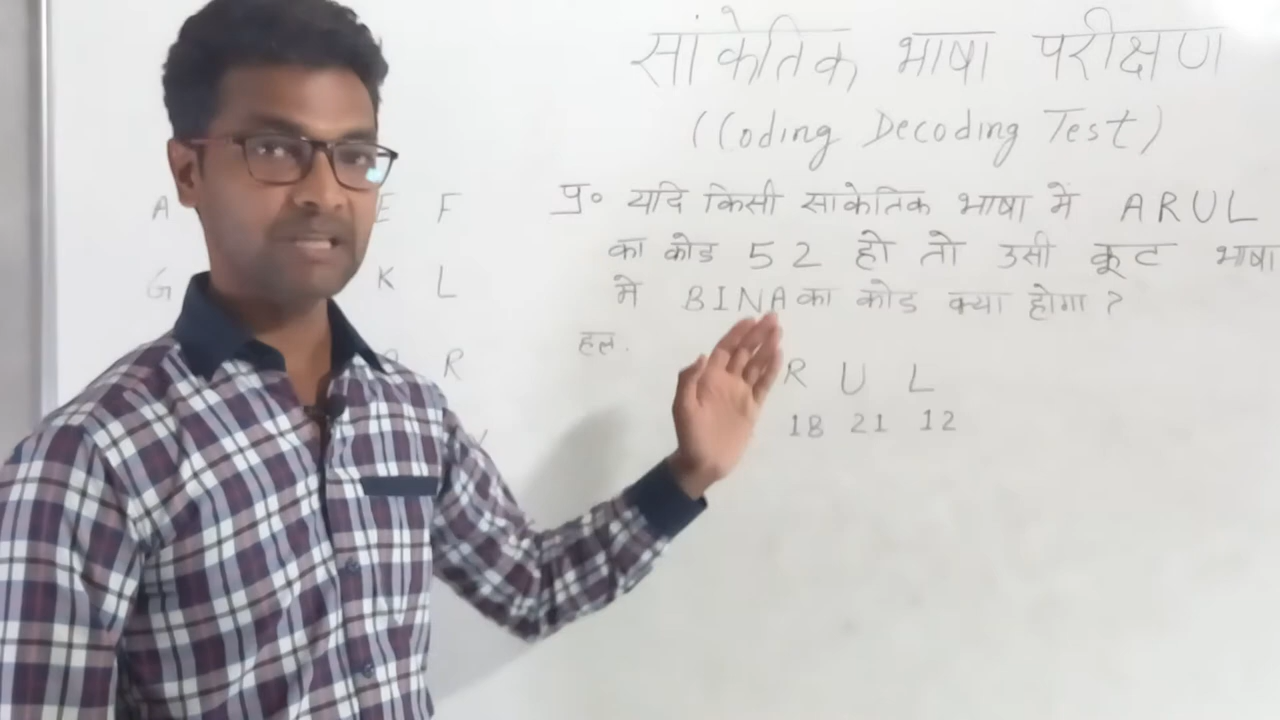 सांकेतिक भाषा परीक्षण
(Coding Decoding Test)
A E F
प्र० यदि किसी साकेतिक भाषा मे ARUL
का कोड 52 हो तो उसी कूट भाषा
G K L
मे BINA का कोड क्या होगा ?
हल.
R
R U L
18 21 12